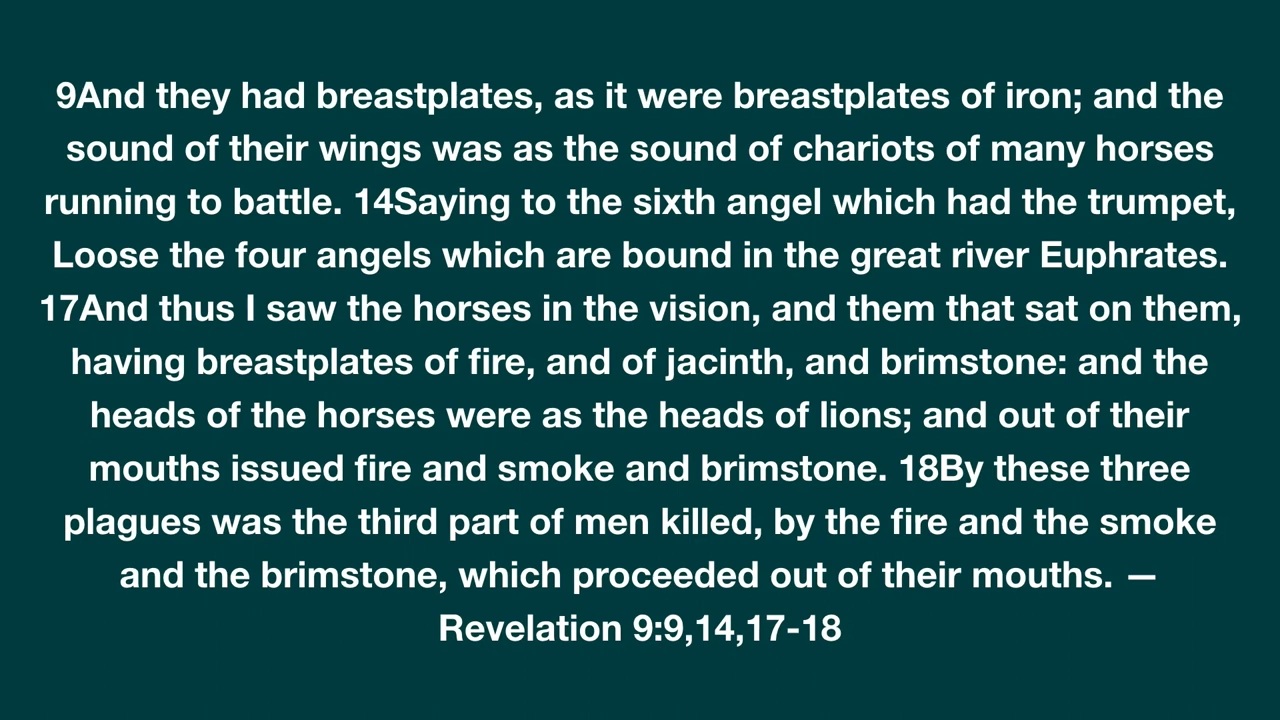 9And they had breastplates, as it were breastplates of iron; and the
sound of their wings was as the sound of chariots of many horses
running to battle. 14Saying to the sixth angel which had the trumpet,
Loose the four angels which are bound in the great river Euphrates.
17And thus I saw the horses in the vision, and them that sat on them,
having breastplates of fire, and of jacinth, and brimstone: and the
heads of the horses were as the heads of lions; and out of their
mouths issued fire and smoke and brimstone. 18By these three
plagues was the third part of men killed, by the fire and the smoke
and the brimstone, which proceeded out of their mouths. —
Revelation 9:9,14,17-18